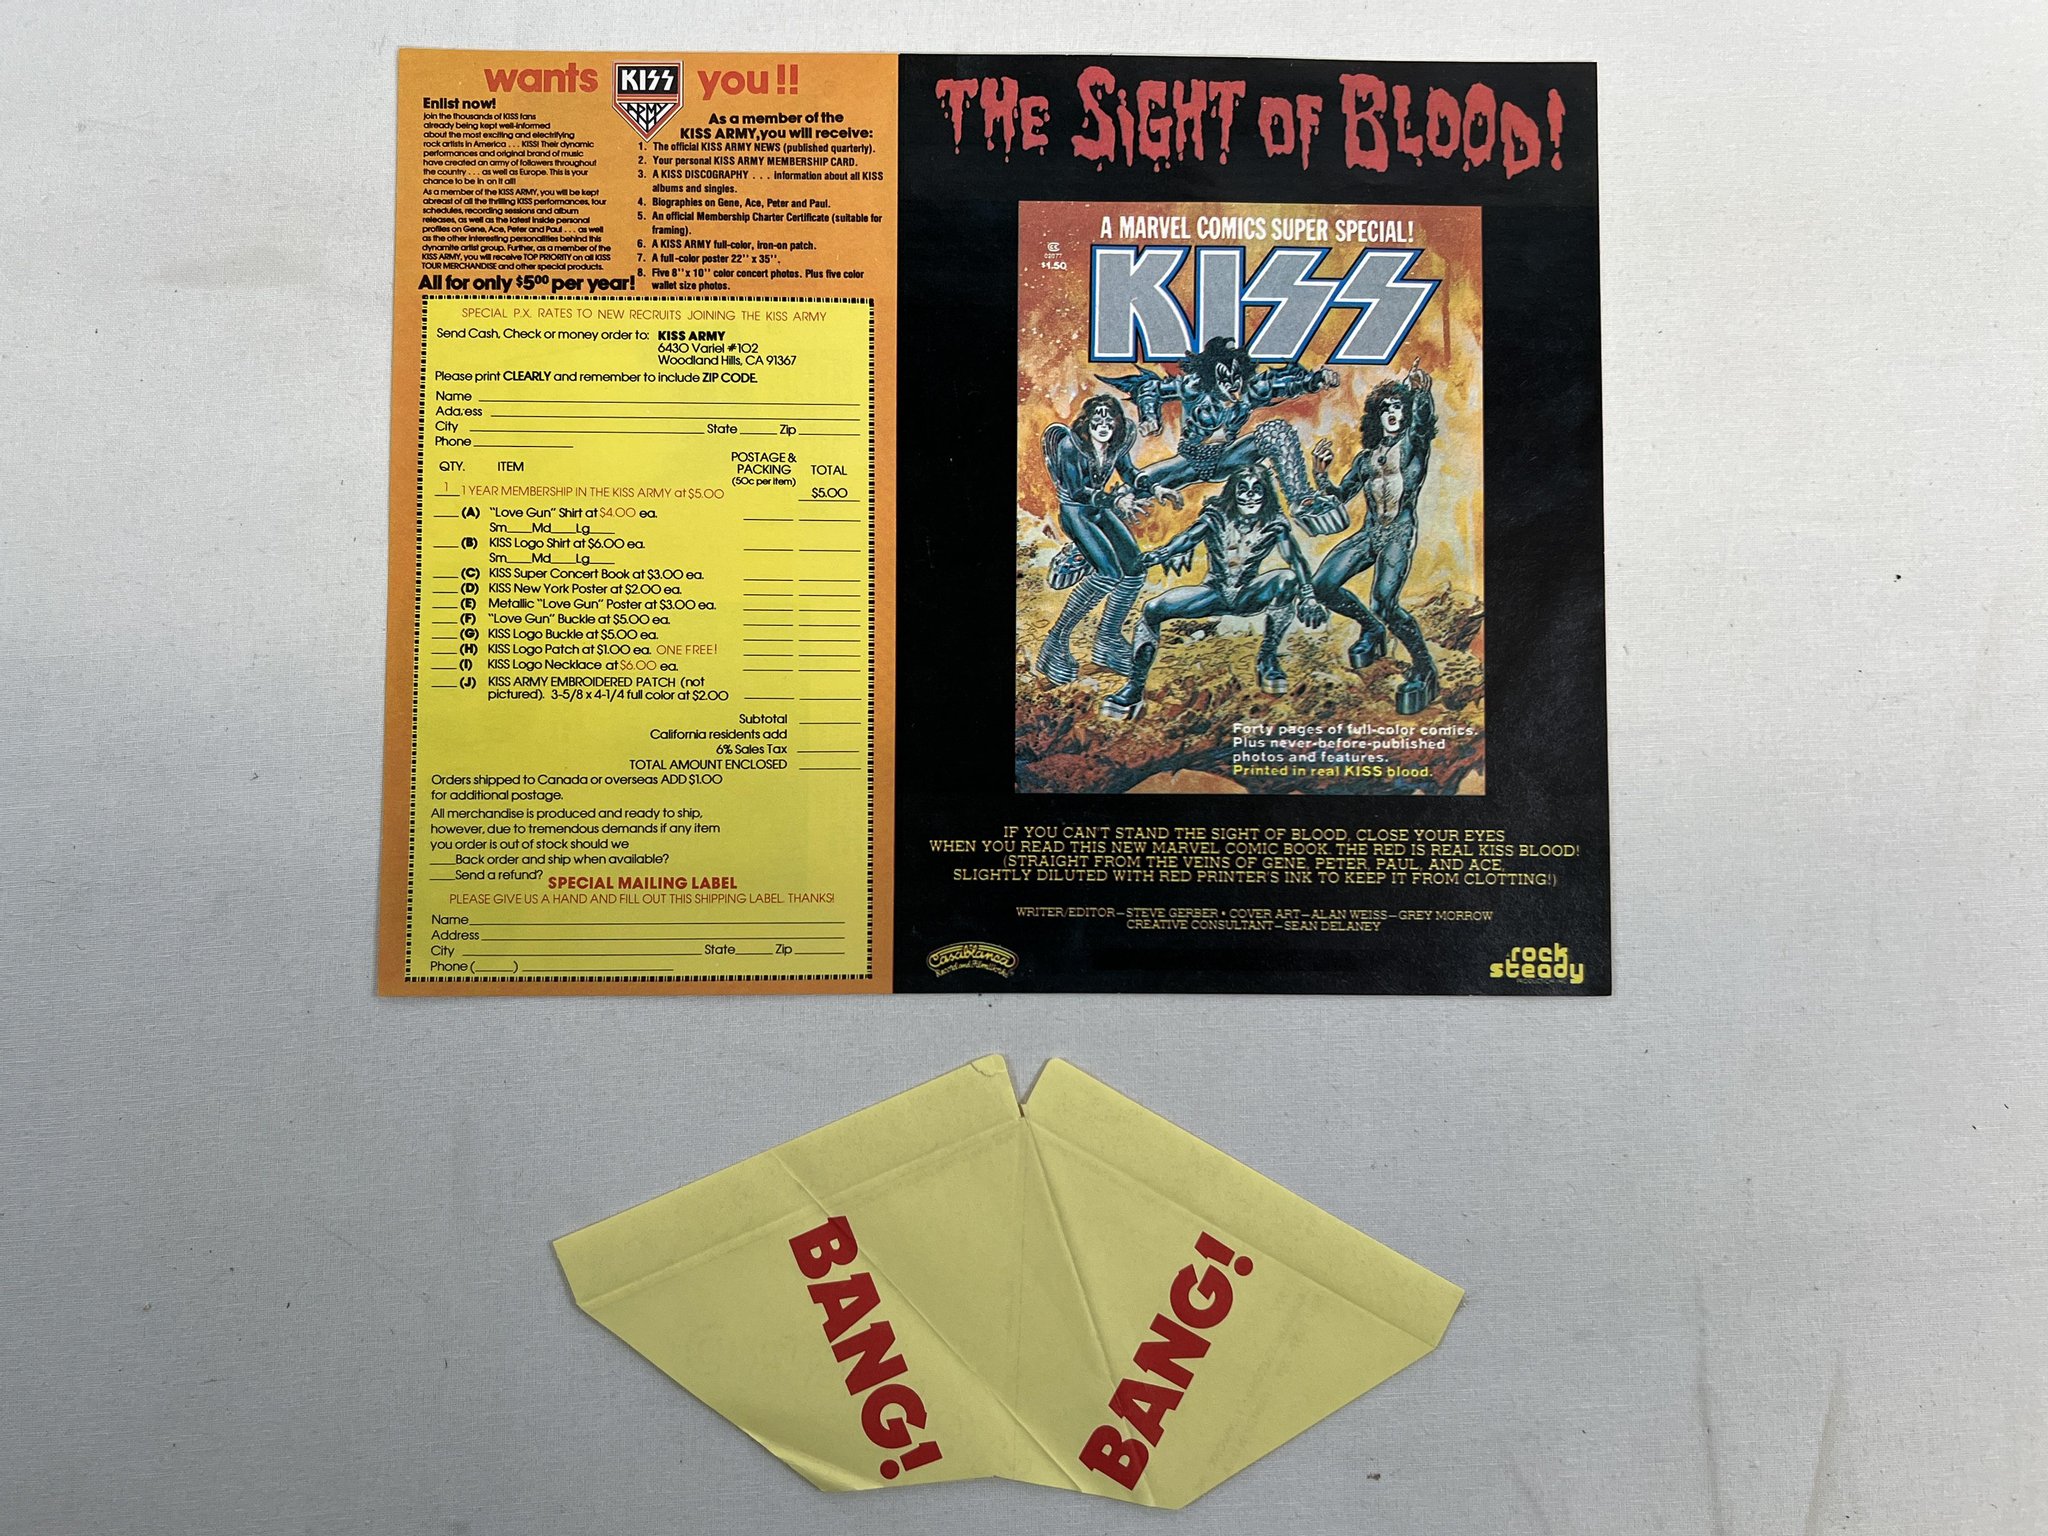 wants KISS ARMY you!!
Enlist now!
Join the thousands of KISS fans
already being kept well-informed
about the most exciting and electrifying
rock artists in America . . . KISS! Their dynamic
performances and original brand of music
have created an army of followers throughout
the country . . . as well as Europe. This is your
chance to be in on it all!
As a member of the KISS ARMY, you will be kept
abreast of all the thrilling KISS performances, tour
schedules, recording sessions and album
releases, as well as the latest inside personal
profiles on Gene, Ace, Peter and Paul . . . as well
as the other interesting personalities behind this
dynamite artist group. Further, as a member of the
KISS ARMY, you will receive TOP PRIORITY on all KISS
TOUR MERCHANDISE and other special products.
All for only $5⁰⁰ per year!
As a member of the
KISS ARMY, you will receive:
1. The official KISS ARMY NEWS (published quarterly).
2. Your personal KISS ARMY MEMBERSHIP CARD.
3. A KISS DISCOGRAPHY . . . information about all KISS
albums and singles.
4. Biographies on Gene, Ace, Peter and Paul.
5. An official Membership Charter Certificate (suitable for
framing).
6. A KISS ARMY full-color, iron-on patch.
7. A full-color poster 22" x 35".
8. Five 8" x 10" color concert photos. Plus five color
wallet size photos.
SPECIAL P.X. RATES TO NEW RECRUITS JOINING THE KISS ARMY
Send Cash, Check or money order to: KISS ARMY
6430 Variel #102
Woodland Hills, CA 91367
Please print CLEARLY and remember to include ZIP CODE.
Name
Address
City State Zip
Phone
QTY. ITEM POSTAGE & PACKING (50c per item) TOTAL
1 1 YEAR MEMBERSHIP IN THE KISS ARMY at $5.00 $5.00
(A) "Love Gun" Shirt at $4.00 ea.
Sm Md Lg
(B) KISS Logo Shirt at $6.00 ea.
Sm Md Lg
(C) KISS Super Concert Book at $3.00 ea.
(D) KISS New York Poster at $2.00 ea.
(E) Metallic "Love Gun" Poster at $3.00 ea.
(F) "Love Gun" Buckle at $5.00 ea.
(G) KISS Logo Buckle at $5.00 ea.
(H) KISS Logo Patch at $1.00 ea. ONE FREE!
(I) KISS Logo Necklace at $6.00 ea.
(J) KISS ARMY EMBROIDERED PATCH (not
pictured). 3-5/8 x 4-1/4 full color at $2.00
Subtotal
California residents add
6% Sales Tax
TOTAL AMOUNT ENCLOSED
Orders shipped to Canada or overseas ADD $1.00
for additional postage.
All merchandise is produced and ready to ship,
however, due to tremendous demands if any item
you order is out of stock should we
Back order and ship when available?
Send a refund?
SPECIAL MAILING LABEL
PLEASE GIVE US A HAND AND FILL OUT THIS SHIPPING LABEL. THANKS!
Name
Address
City State Zip
Phone ( )
THE SIGHT OF BLOOD!
A MARVEL COMICS SUPER SPECIAL!
CC
02977
$1.50
KISS
Forty pages of full-color comics.
Plus never-before-published
photos and features.
Printed in real KISS blood.
IF YOU CAN'T STAND THE SIGHT OF BLOOD, CLOSE YOUR EYES
WHEN YOU READ THIS NEW MARVEL COMIC BOOK. THE RED IS REAL KISS BLOOD!
(STRAIGHT FROM THE VEINS OF GENE, PETER, PAUL, AND ACE,
SLIGHTLY DILUTED WITH RED PRINTER'S INK TO KEEP IT FROM CLOTTING!)
WRITER/EDITOR—STEVE GERBER • COVER ART—ALAN WEISS—GREY MORROW
CREATIVE CONSULTANT—SEAN DELANEY
Casablanca
Record and FilmWorks
rock
steady
BANG!
BANG!